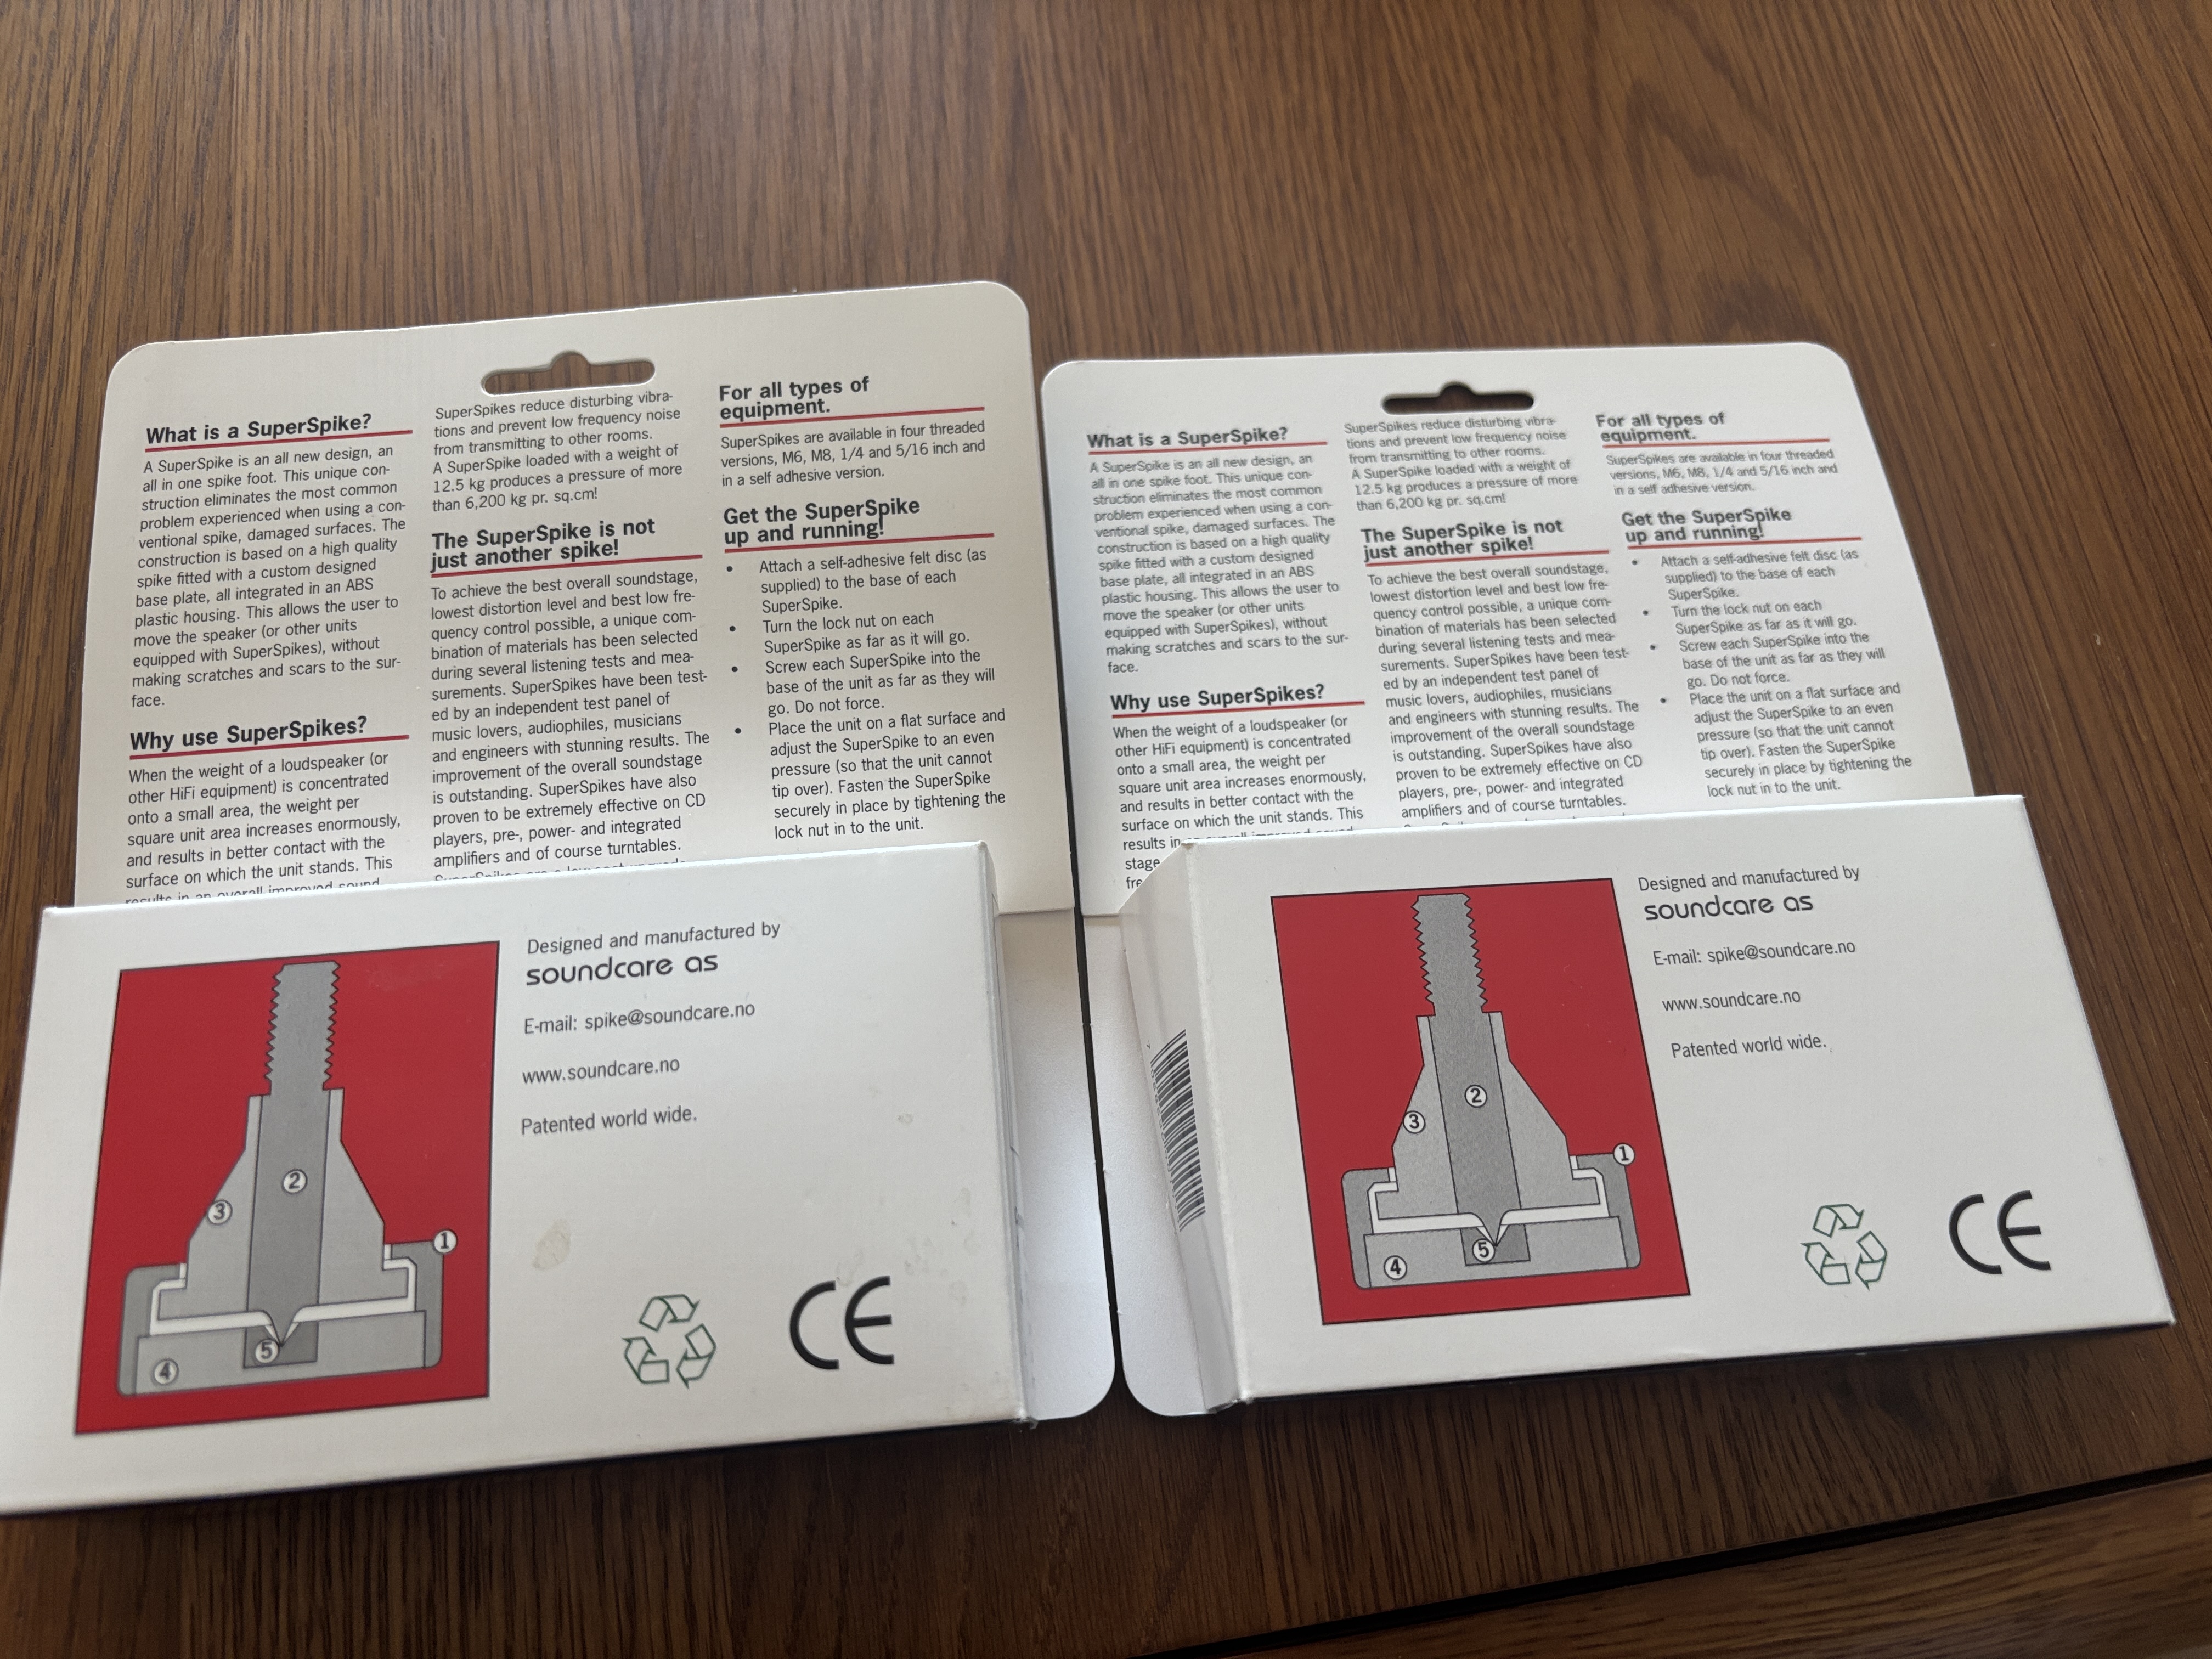 What is a SuperSpike?
A SuperSpike is an all new design, an
all in one spike foot. This unique con-
struction eliminates the most common
problem experienced when using a con-
ventional spike, damaged surfaces. The
construction is based on a high quality
spike fitted with a custom designed
base plate, all integrated in an ABS
plastic housing. This allows the user to
move the speaker (or other units
equipped with SuperSpikes), without
making scratches and scars to the sur-
face.
Why use SuperSpikes?
When the weight of a loudspeaker (or
other HiFi equipment) is concentrated
onto a small area, the weight per
square unit area increases enormously,
and results in better contact with the
surface on which the unit stands. This
results in an overall improved sound
SuperSpikes reduce disturbing vibra-
tions and prevent low frequency noise
from transmitting to other rooms.
A SuperSpike loaded with a weight of
12.5 kg produces a pressure of more
than 6,200 kg pr. sq.cm!
The SuperSpike is not
just another spike!
To achieve the best overall soundstage,
lowest distortion level and best low fre-
quency control possible, a unique com-
bination of materials has been selected
during several listening tests and mea-
surements. SuperSpikes have been test-
ed by an independent test panel of
music lovers, audiophiles, musicians
and engineers with stunning results. The
improvement of the overall soundstage
is outstanding. SuperSpikes have also
proven to be extremely effective on CD
players, pre-, power- and integrated
amplifiers and of course turntables.
For all types of
equipment.
SuperSpikes are available in four threaded
versions, M6, M8, 1/4 and 5/16 inch and
in a self adhesive version.
Get the SuperSpike
up and running!
• Attach a self-adhesive felt disc (as
supplied) to the base of each
SuperSpike.
• Turn the lock nut on each
SuperSpike as far as it will go.
• Screw each SuperSpike into the
base of the unit as far as they will
go. Do not force.
• Place the unit on a flat surface and
adjust the SuperSpike to an even
pressure (so that the unit cannot
tip over). Fasten the SuperSpike
securely in place by tightening the
lock nut in to the unit.
2
3
1
5
4
Designed and manufactured by
soundcare as
E-mail: spike@soundcare.no
www.soundcare.no
Patented world wide.
CE
What is a SuperSpike?
A SuperSpike is an all new design, an
all in one spike foot. This unique con-
struction eliminates the most common
problem experienced when using a con-
ventional spike, damaged surfaces. The
construction is based on a high quality
spike fitted with a custom designed
base plate, all integrated in an ABS
plastic housing. This allows the user to
move the speaker (or other units
equipped with SuperSpikes), without
making scratches and scars to the sur-
face.
Why use SuperSpikes?
When the weight of a loudspeaker (or
other HiFi equipment) is concentrated
onto a small area, the weight per
square unit area increases enormously,
and results in better contact with the
surface on which the unit stands. This
results in
stage
fre
SuperSpikes reduce disturbing vibra-
tions and prevent low frequency noise
from transmitting to other rooms.
A SuperSpike loaded with a weight of
12.5 kg produces a pressure of more
than 6,200 kg pr. sq.cm!
The SuperSpike is not
just another spike!
To achieve the best overall soundstage,
lowest distortion level and best low fre-
quency control possible, a unique com-
bination of materials has been selected
during several listening tests and mea-
surements. SuperSpikes have been test-
ed by an independent test panel of
music lovers, audiophiles, musicians
and engineers with stunning results. The
improvement of the overall soundstage
is outstanding. SuperSpikes have also
proven to be extremely effective on CD
players, pre-, power- and integrated
amplifiers and of course turntables.
For all types of
equipment.
SuperSpikes are available in four threaded
versions, M6, M8, 1/4 and 5/16 inch and
in a self adhesive version.
Get the SuperSpike
up and running!
• Attach a self-adhesive felt disc (as
supplied) to the base of each
SuperSpike.
• Turn the lock nut on each
SuperSpike as far as it will go.
• Screw each SuperSpike into the
base of the unit as far as they will
go. Do not force.
• Place the unit on a flat surface and
adjust the SuperSpike to an even
pressure (so that the unit cannot
tip over). Fasten the SuperSpike
securely in place by tightening the
lock nut in to the unit.
2
3
1
5
4
Designed and manufactured by
soundcare as
E-mail: spike@soundcare.no
www.soundcare.no
Patented world wide.
CE